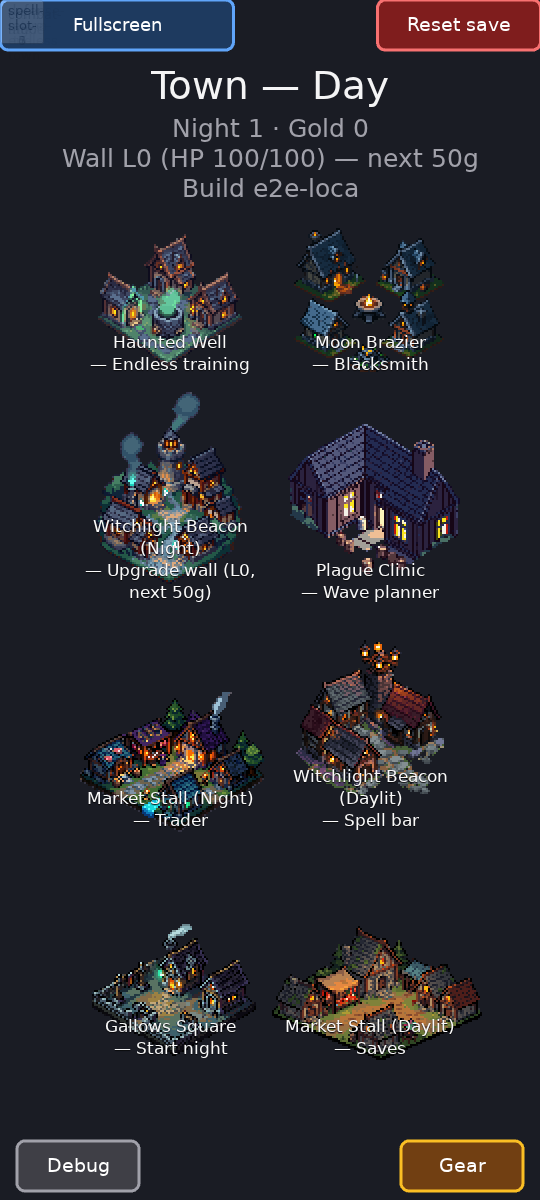 spell-
slot-
Fullscreen
Reset save
Town — Day
Night 1 · Gold 0
Wall L0 (HP 100/100) — next 50g
Build e2e-loca
Haunted Well
— Endless training
Moon Brazier
— Blacksmith
Witchlight Beacon
(Night)
— Upgrade wall (L0,
next 50g)
Plague Clinic
— Wave planner
Market Stall (Night)
— Trader
Witchlight Beacon
(Daylit)
— Spell bar
Gallows Square
— Start night
Market Stall (Daylit)
— Saves
Debug
Gear